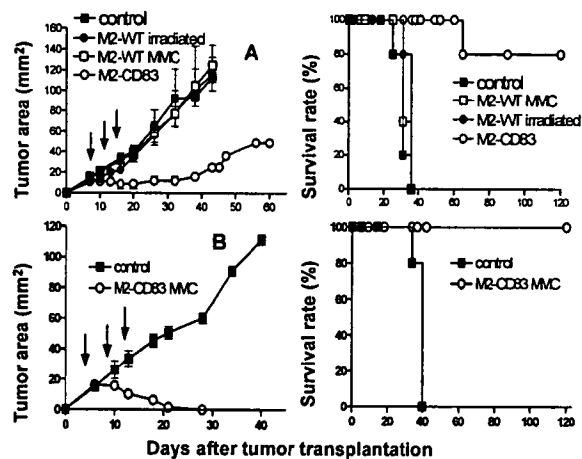 control
M2-WT irradiated
M2-WT MMC
M2-CD83
A
Tumor area (mm²)
140
120
100
80
60
40
20
0
0 10 20 30 40 50 60
control
M2-WT MMC
M2-WT irradiated
M2-CD83
Survival rate (%)
100
80
60
40
20
0
0 20 40 60 80 100 120
B
control
M2-CD83 MMC
Tumor area (mm²)
120
100
80
60
40
20
0
0 10 20 30 40
control
M2-CD83 MMC
Survival rate (%)
100
80
60
40
20
0
0 20 40 60 80 100 120
Days after tumor transplantation